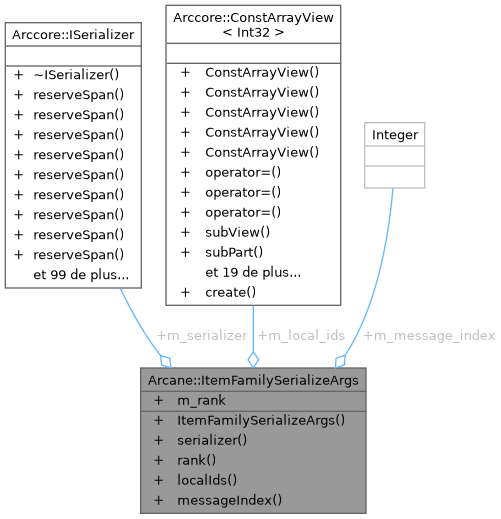 Arccore::ISerializer
+ ~ISerializer()
+ reserveSpan()
+ reserveSpan()
+ reserveSpan()
+ reserveSpan()
+ reserveSpan()
+ reserveSpan()
+ reserveSpan()
+ reserveSpan()
+ reserveSpan()
et 99 de plus...
Arccore::ConstArrayView
< Int32 >
+ ConstArrayView()
+ ConstArrayView()
+ ConstArrayView()
+ ConstArrayView()
+ ConstArrayView()
+ operator=()
+ operator=()
+ operator=()
+ subView()
+ subPart()
et 19 de plus...
+ create()
Integer
+m_serializer
+m_local_ids
+m_message_index
Arcane::ItemFamilySerializeArgs
+ m_rank
+ ItemFamilySerializeArgs()
+ serializer()
+ rank()
+ localIds()
+ messageIndex()